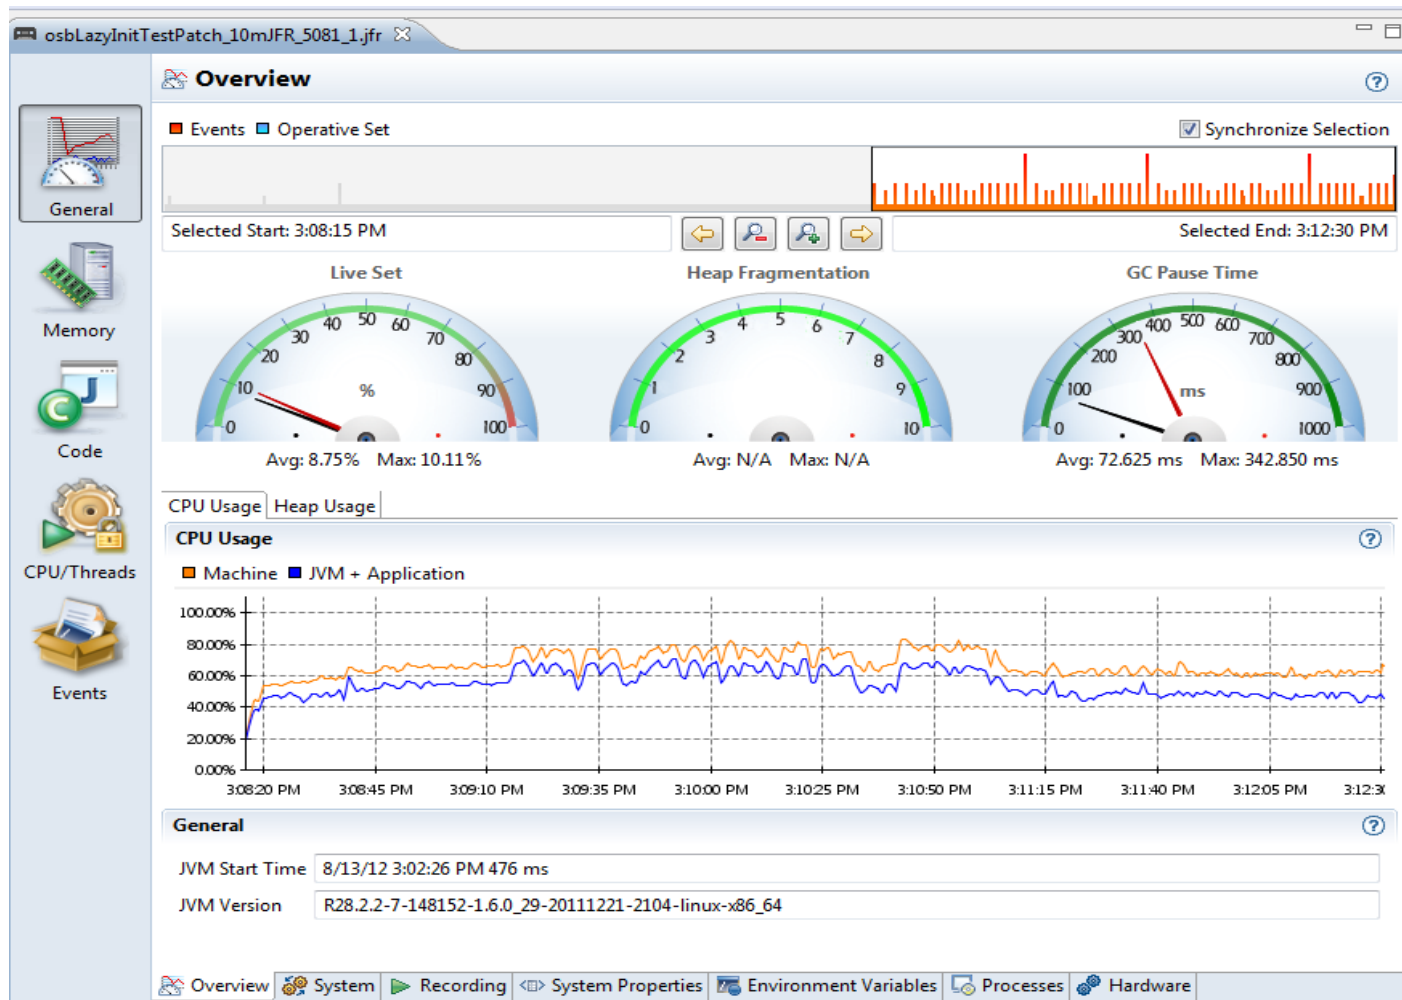 osbLazyInitTestPatch_10mJFR_5081_1.jfr
Overview
Events Operative Set
Synchronize Selection
General
Selected Start: 3:08:15 PM
Selected End: 3:12:30 PM
Live Set
Heap Fragmentation
GC Pause Time
0 10 20 30 40 50 60 70 80 90 100
%
0 1 2 3 4 5 6 7 8 9 10
0 100 200 300 400 500 600 700 800 900 1000
ms
Avg: 8.75% Max: 10.11%
Avg: N/A Max: N/A
Avg: 72.625 ms Max: 342.850 ms
Memory
Code
CPU/Threads
Events
CPU Usage Heap Usage
CPU Usage
Machine JVM + Application
100.00%
80.00%
60.00%
40.00%
20.00%
0.00%
3:08:20 PM 3:08:45 PM 3:09:10 PM 3:09:35 PM 3:10:00 PM 3:10:25 PM 3:10:50 PM 3:11:15 PM 3:11:40 PM 3:12:05 PM 3:12:30
General
JVM Start Time 8/13/12 3:02:26 PM 476 ms
JVM Version R28.2.2-7-148152-1.6.0_29-20111221-2104-linux-x86_64
Overview System Recording System Properties Environment Variables Processes Hardware